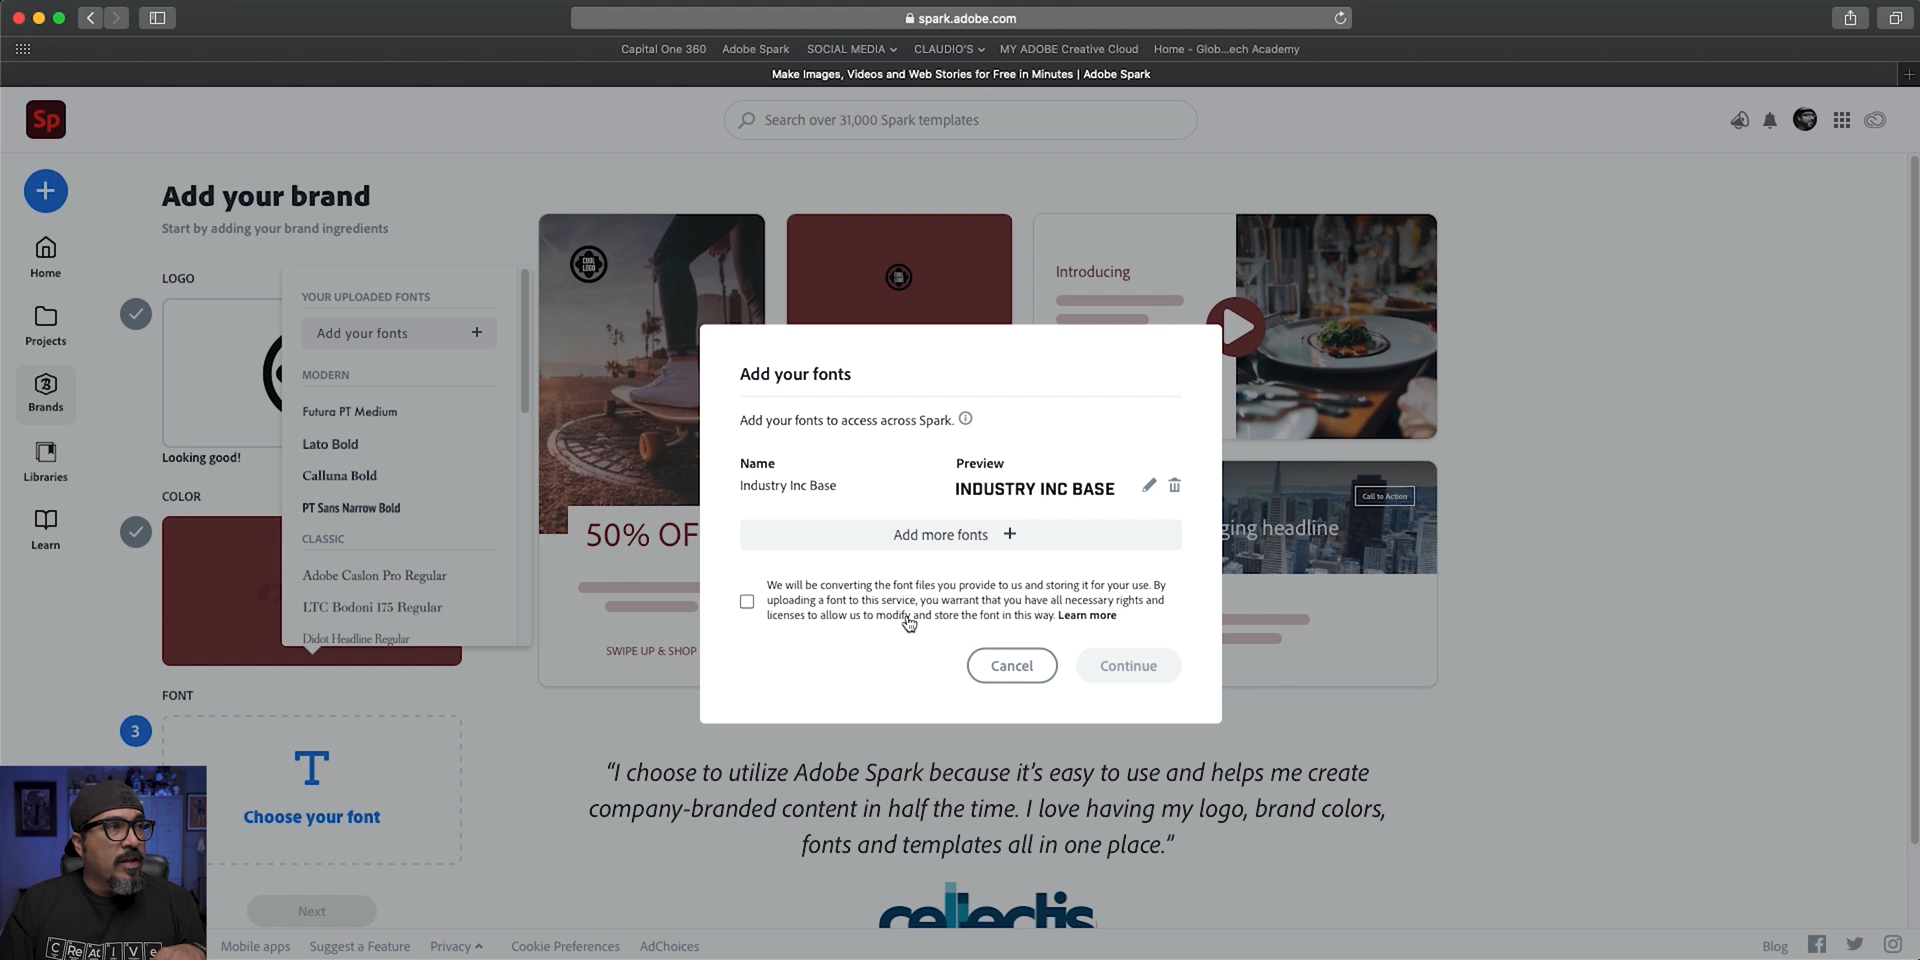 spark.adobe.com
Capital One 360
Adobe Spark
SOCIAL MEDIA
CLAUDIO'S
MY ADOBE Creative Cloud
Home - Glob...ech Academy
Make Images, Videos and Web Stories for Free in Minutes | Adobe Spark
Sp
Search over 31,000 Spark templates
Home
Projects
Brands
Libraries
Learn
Add your brand
Start by adding your brand ingredients
LOGO
Looking good!
COLOR
FONT
3
Choose your font
Next
YOUR UPLOADED FONTS
Add your fonts +
MODERN
Futura PT Medium
Lato Bold
Calluna Bold
PT Sans Narrow Bold
CLASSIC
Adobe Caslon Pro Regular
LTC Bodoni 175 Regular
Didot Headline Regular
COOL
LOGO
50% OF
SWIPE UP & SHOP
COOL
LOGO
Introducing
Call to Action
ging headline
Add your fonts
Add your fonts to access across Spark.
Name
Preview
Industry Inc Base
INDUSTRY INC BASE
Add more fonts +
We will be converting the font files you provide to us and storing it for your use. By
uploading a font to this service, you warrant that you have all necessary rights and
licenses to allow us to modify and store the font in this way. Learn more
Cancel
Continue
“I choose to utilize Adobe Spark because it’s easy to use and helps me create
company-branded content in half the time. I love having my logo, brand colors,
fonts and templates all in one place.”
cellectis
CReAtIVe
Mobile apps
Suggest a Feature
Privacy
Cookie Preferences
AdChoices
Blog